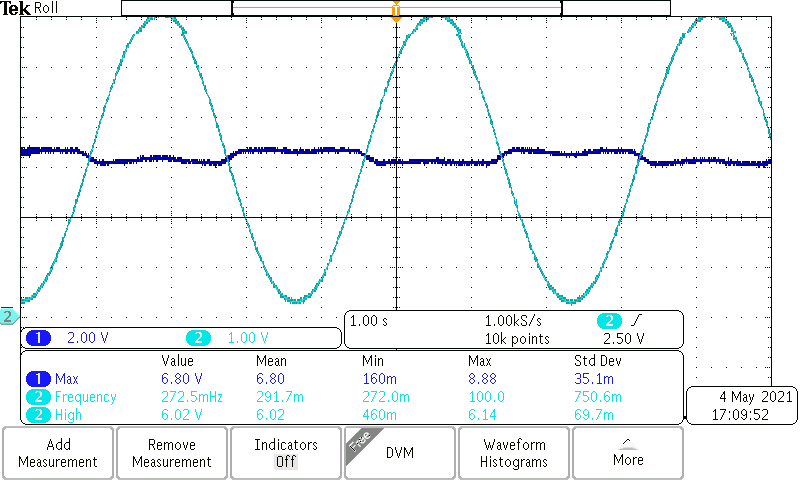 Tek Roll
T
2
1 2.00 V 2 1.00 V
1.00 s 1.00kS/s 2
10k points 2.50 V
Value Mean Min Max Std Dev
1 Max 6.80 V 6.80 160m 8.88 35.1m
2 Frequency 272.5mHz 291.7m 272.0m 100.0 750.6m
2 High 6.02 V 6.02 460m 6.14 69.7m
4 May 2021
17:09:52
Add Measurement
Remove Measurement
Indicators
Off
Free
DVM
Waveform Histograms
More